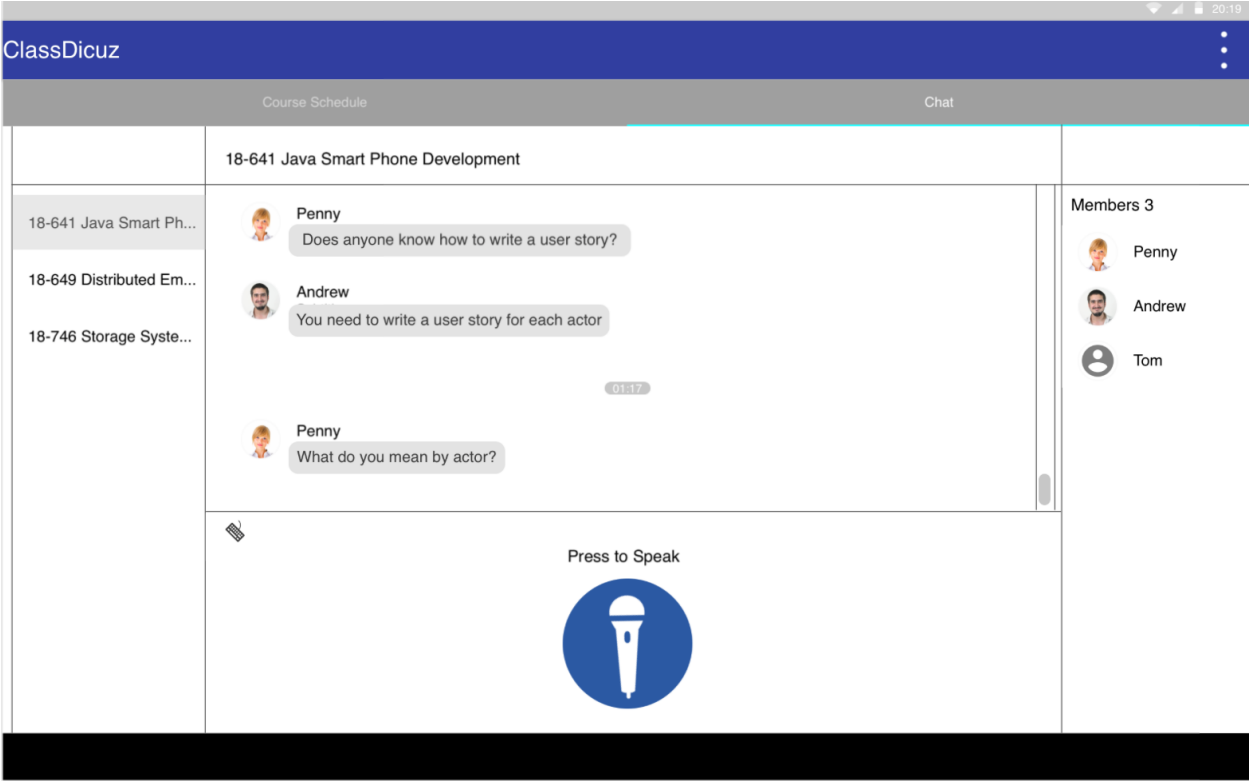 20:19
ClassDicuz
Course Schedule
Chat
18-641 Java Smart Phone Development
18-641 Java Smart Ph...
18-649 Distributed Em...
18-746 Storage Syste...
Penny
Does anyone know how to write a user story?
Andrew
You need to write a user story for each actor
01:17
Penny
What do you mean by actor?
Press to Speak
Members 3
Penny
Andrew
Tom